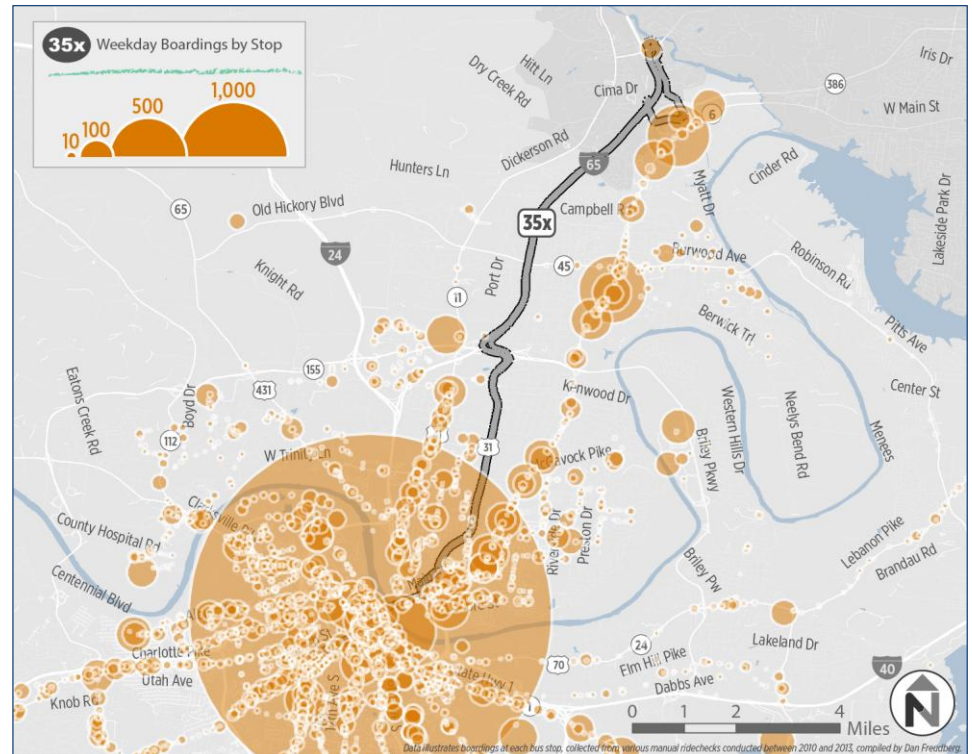 35x Weekday Boardings by Stop
10 100 500 1,000
Iris Dr
386
W Main St
Hitt Ln
Dry Creek Rd
Cima Dr
6
Dickerson Rd
65
Hunters Ln
Cinder Rd
Myatt Dr
Lakeside Park Dr
65
Old Hickory Blvd
Campbell R
35x
24
Burwood Ave
45
Robinson Ru
Knight Rd
Port Dr
11
Berwick Trl
Pitts Ave
155
Eatons Creek Rd
Boyd Dr
431
Kenwood Dr
Center St
Western Hills Dr
Neelys Bend Rd
Menees
112
W Trinity Ln
31
McGavock Pike
Briley Pkwy
County Hospital Rd
Centennial Blvd
Preston Dr
Lebanon Pike
Brandau Rd
Briley Pw
Charlotte Pike
Utah Ave
Lakeland Dr
24
70
Elm Hill Pike
Dabbs Ave
40
Knob R
N
0 1 2 4
Miles
Data illustrates boardings at each bus stop, collected from various manual ridechecks conducted between 2010 and 2013, compiled by Dan Freudberg.